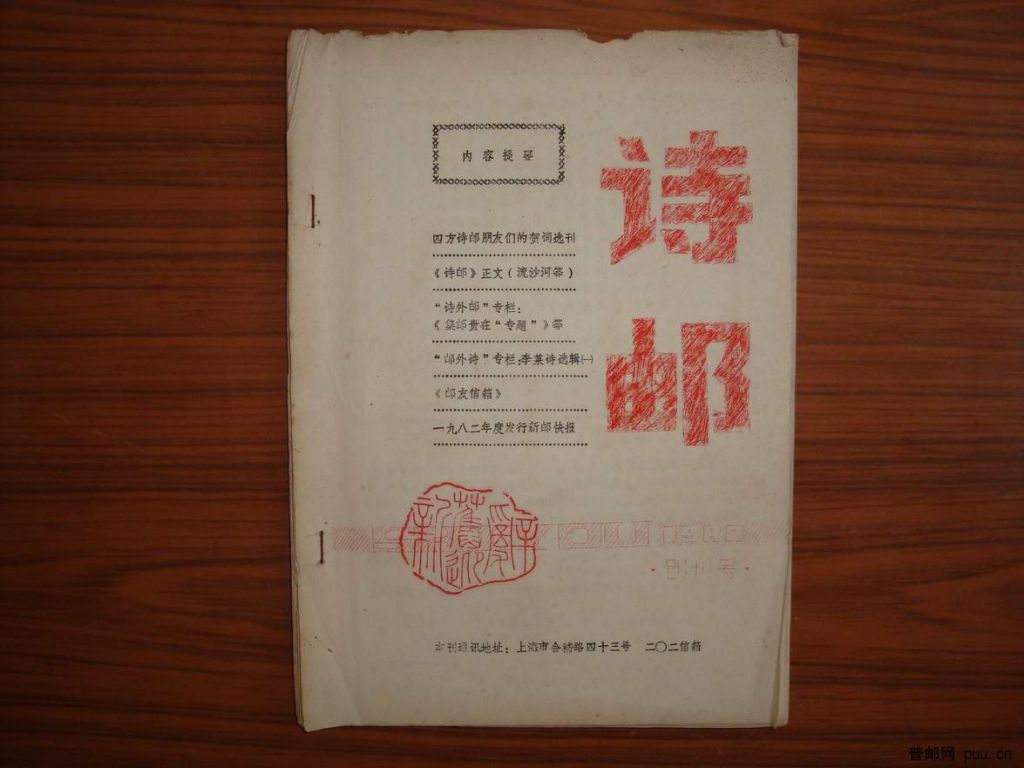 诗邮
内容提要
四方诗邮朋友们的贺词选刊
《诗邮》正文(流沙河等)
“诗外邮”专栏:
《集邮贵在“专题”》等
“邮外诗”专栏:李莱诗选辑㈠
《邮友信箱》
一九八二年度发行新邮快报
1982
·创刊号·
本刊通讯地址:上海市会稽路四十三号 二〇二信箱
普邮网 puu.cn